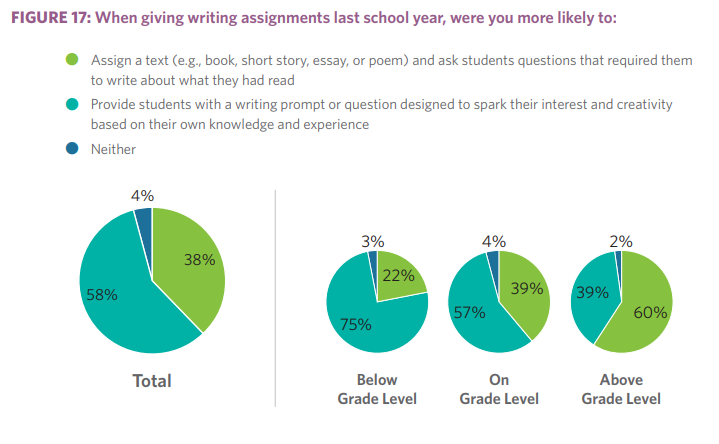 FIGURE 17: When giving writing assignments last school year, were you more likely to:
Assign a text (e.g., book, short story, essay, or poem) and ask students questions that required them
to write about what they had read
Provide students with a writing prompt or question designed to spark their interest and creativity
based on their own knowledge and experience
Neither
4%
38%
58%
Total
3%
22%
75%
Below
Grade Level
4%
39%
57%
On
Grade Level
2%
39%
60%
Above
Grade Level